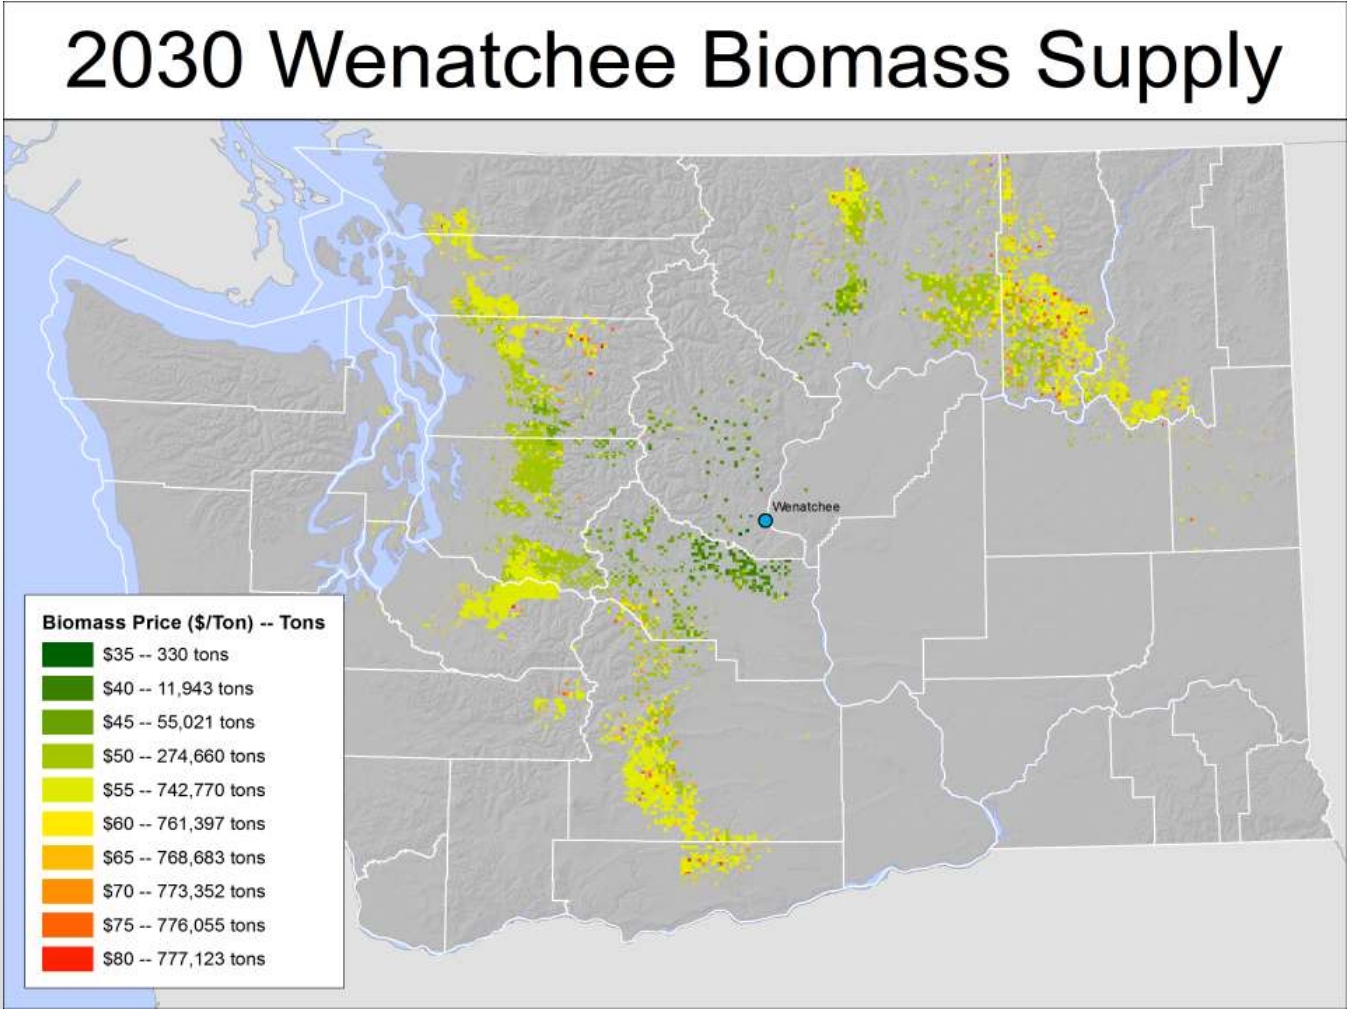 2030 Wenatchee Biomass Supply
Wenatchee
Biomass Price ($/Ton) -- Tons
$35 -- 330 tons
$40 -- 11,943 tons
$45 -- 55,021 tons
$50 -- 274,660 tons
$55 -- 742,770 tons
$60 -- 761,397 tons
$65 -- 768,683 tons
$70 -- 773,352 tons
$75 -- 776,055 tons
$80 -- 777,123 tons